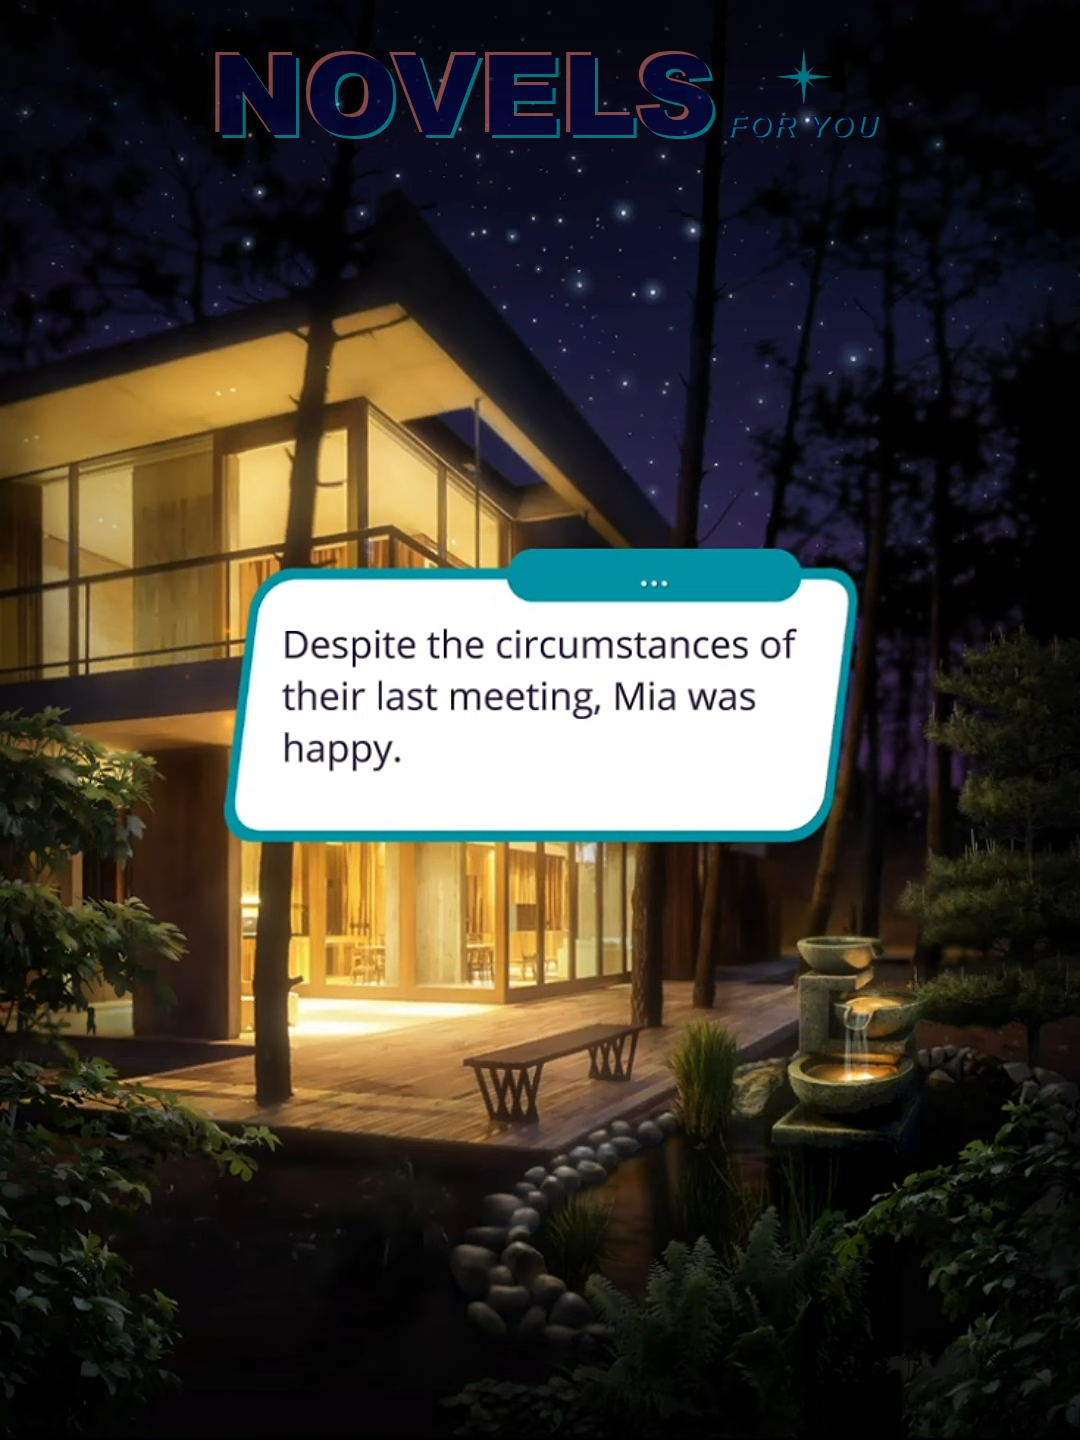 NOVELS
FOR YOU
...
Despite the circumstances of
their last meeting, Mia was
happy.